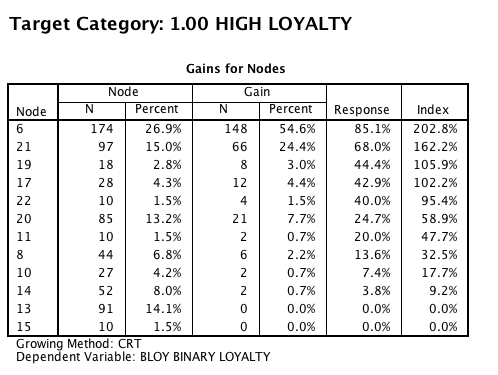 Target Category: 1.00 HIGH LOYALTY
Gains for Nodes
Node Gain
Node N Percent N Percent Response Index
6 174 26.9% 148 54.6% 85.1% 202.8%
21 97 15.0% 66 24.4% 68.0% 162.2%
19 18 2.8% 8 3.0% 44.4% 105.9%
17 28 4.3% 12 4.4% 42.9% 102.2%
22 10 1.5% 4 1.5% 40.0% 95.4%
20 85 13.2% 21 7.7% 24.7% 58.9%
11 10 1.5% 2 0.7% 20.0% 47.7%
8 44 6.8% 6 2.2% 13.6% 32.5%
10 27 4.2% 2 0.7% 7.4% 17.7%
14 52 8.0% 2 0.7% 3.8% 9.2%
13 91 14.1% 0 0.0% 0.0% 0.0%
15 10 1.5% 0 0.0% 0.0% 0.0%
Growing Method: CRT
Dependent Variable: BLOY BINARY LOYALTY